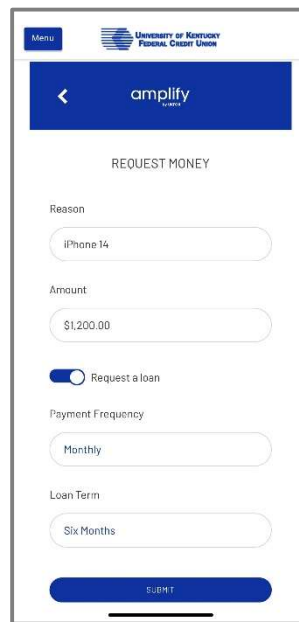 Menu
UNIVERSITY OF KENTUCKY
FEDERAL CREDIT UNION
amplify
REQUEST MONEY
Reason
iPhone 14
Amount
$1,200.00
Request a loan
Payment Frequency
Monthly
Loan Term
Six Months
SUBMIT